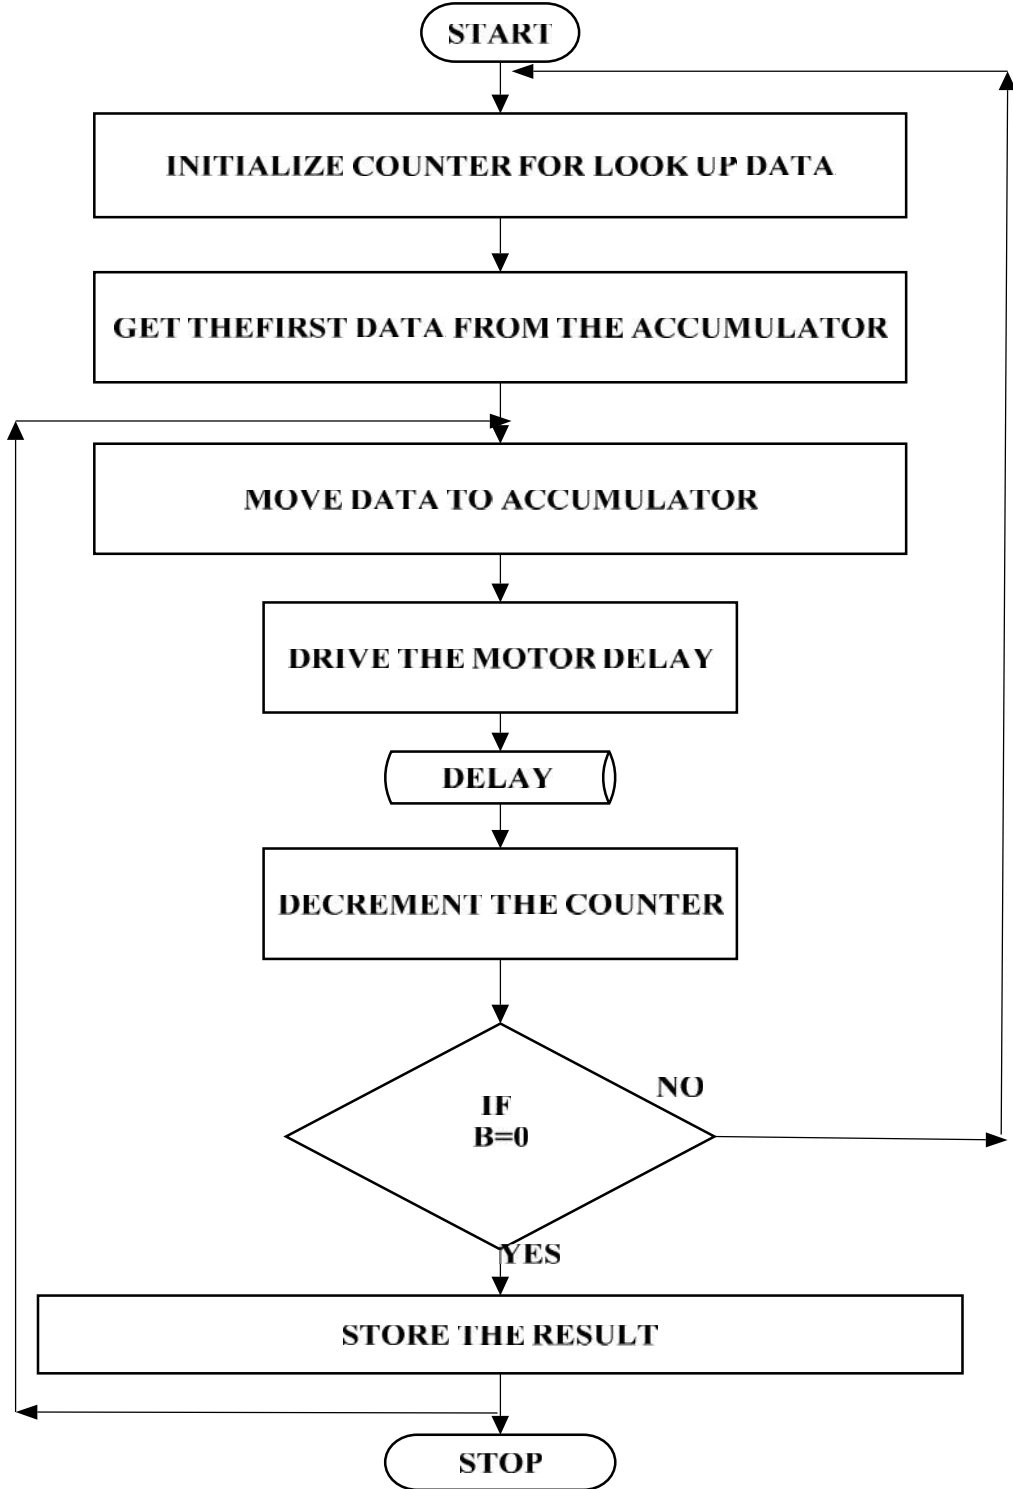 START
INITIALIZE COUNTER FOR LOOK UP DATA
GET THEFIRST DATA FROM THE ACCUMULATOR
MOVE DATA TO ACCUMULATOR
DRIVE THE MOTOR DELAY
DELAY
DECREMENT THE COUNTER
NO
IF
B=0
YES
STORE THE RESULT
STOP